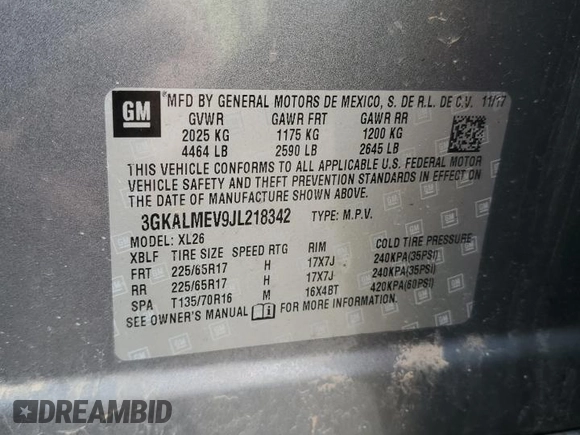 GM
MFD BY GENERAL MOTORS DE MEXICO, S. DE R.L. DE C.V. 11/17
GVWR GAWR FRT GAWR RR
2025 KG 1175 KG 1200 KG
4464 LB 2590 LB 2645 LB
THIS VEHICLE CONFORMS TO ALL APPLICABLE U.S. FEDERAL MOTOR
VEHICLE SAFETY AND THEFT PREVENTION STANDARDS IN EFFECT ON
THE DATE OF MANUFACTURE SHOWN ABOVE.
3GKALMEV9JL218342 TYPE: M.P.V.
MODEL: XL26
XBLF TIRE SIZE SPEED RTG RIM COLD TIRE PRESSURE
FRT 225/65R17 H 17X7J 240KPA(35PSI)
RR 225/65R17 H 17X7J 240KPA(35PSI)
SPA T135/70R16 M 16X4BT 420KPA(60PSI)
SEE OWNER'S MANUAL FOR MORE INFORMATION.
DREAMBID